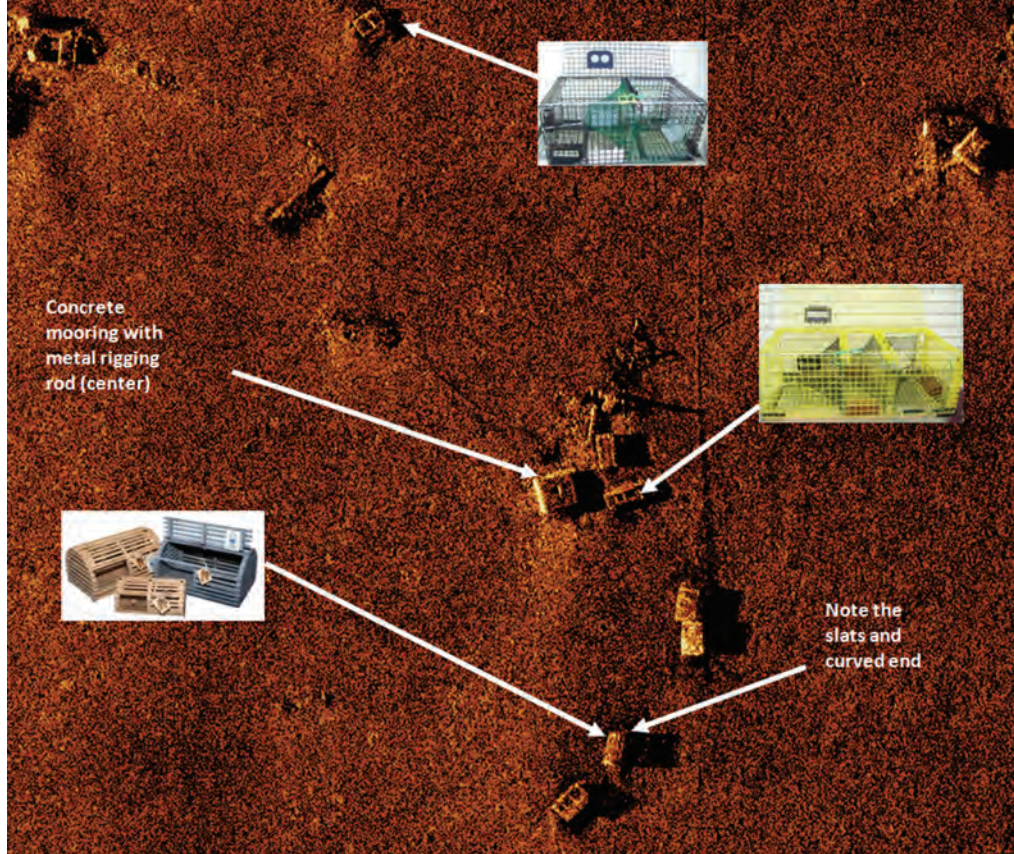 Concrete
mooring with
metal rigging
rod (center)
Note the
slats and
curved end